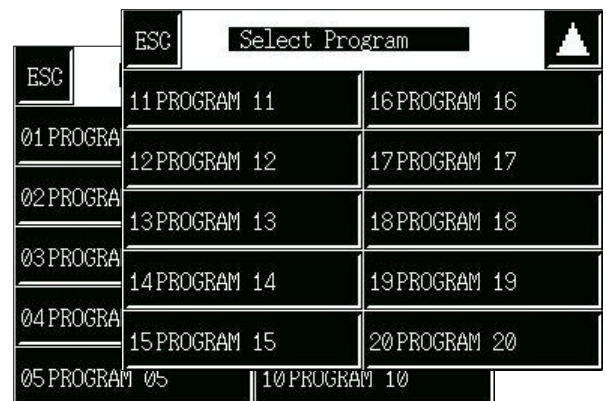 ESC Select Program
11 PROGRAM 11 16 PROGRAM 16
12 PROGRAM 12 17 PROGRAM 17
13 PROGRAM 13 18 PROGRAM 18
14 PROGRAM 14 19 PROGRAM 19
15 PROGRAM 15 20 PROGRAM 20
ESC
01 PROGRA
02 PROGRA
03 PROGRA
04 PROGRA
05 PROGRAM 05 10 PROGRAM 10